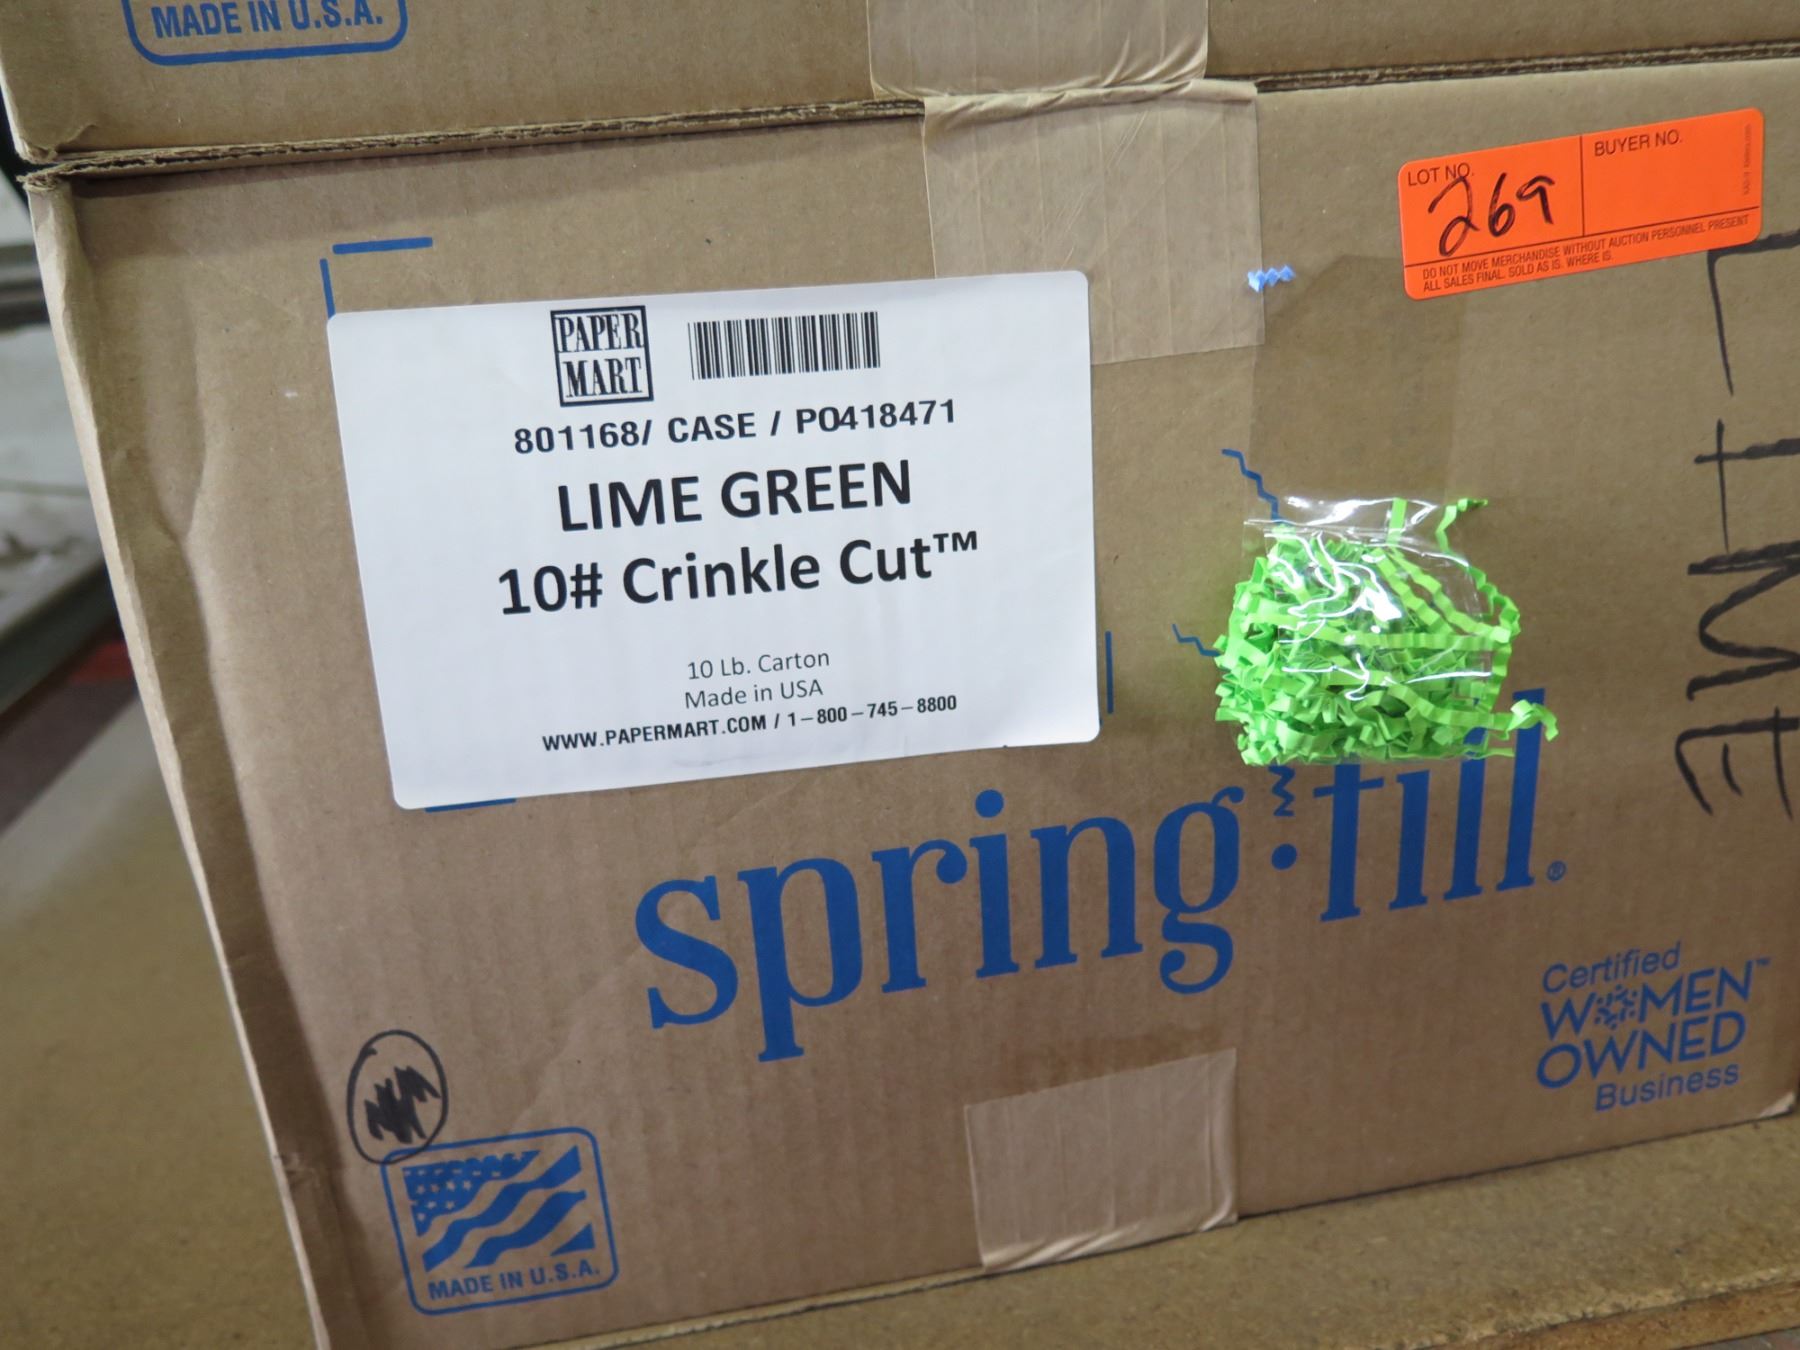 MADE IN U.S.A.
LOT NO.
269
BUYER NO.
DO NOT MOVE MERCHANDISE WITHOUT AUCTION PERSONNEL PRESENT
ALL SALES FINAL. SOLD AS IS. WHERE IS.
PAPER
MART
801168/ CASE / PO418471
LIME GREEN
10# Crinkle Cut™
10 Lb. Carton
Made in USA
WWW.PAPERMART.COM / 1-800-745-8800
LIME
spring·fill®
Certified
WOMEN™
OWNED
Business
MADE IN U.S.A.